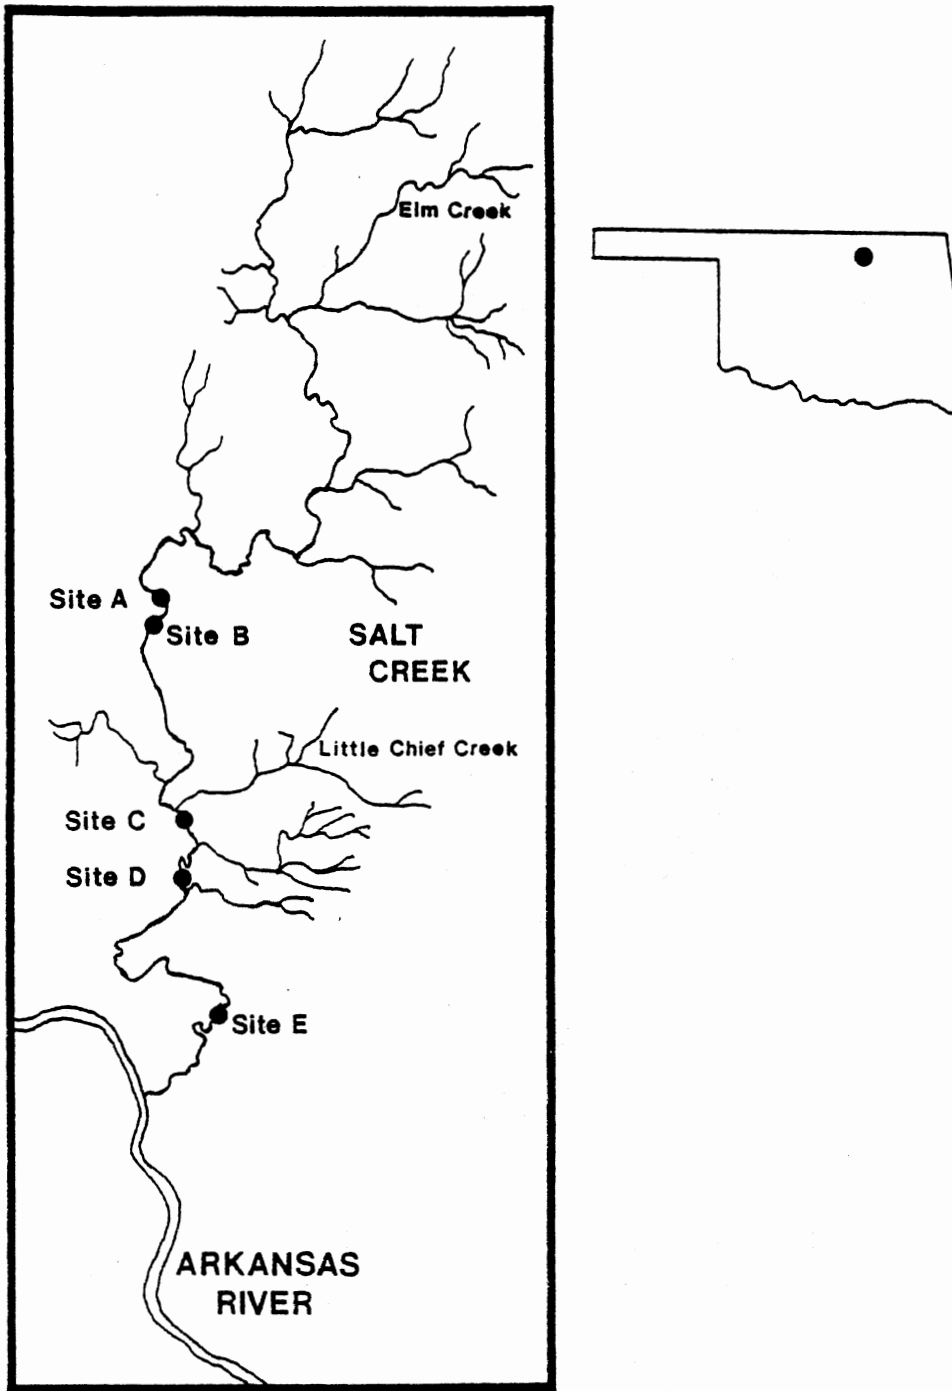 Elm Creek
Site A
Site B
SALT
CREEK
Little Chief Creek
Site C
Site D
Site E
ARKANSAS
RIVER